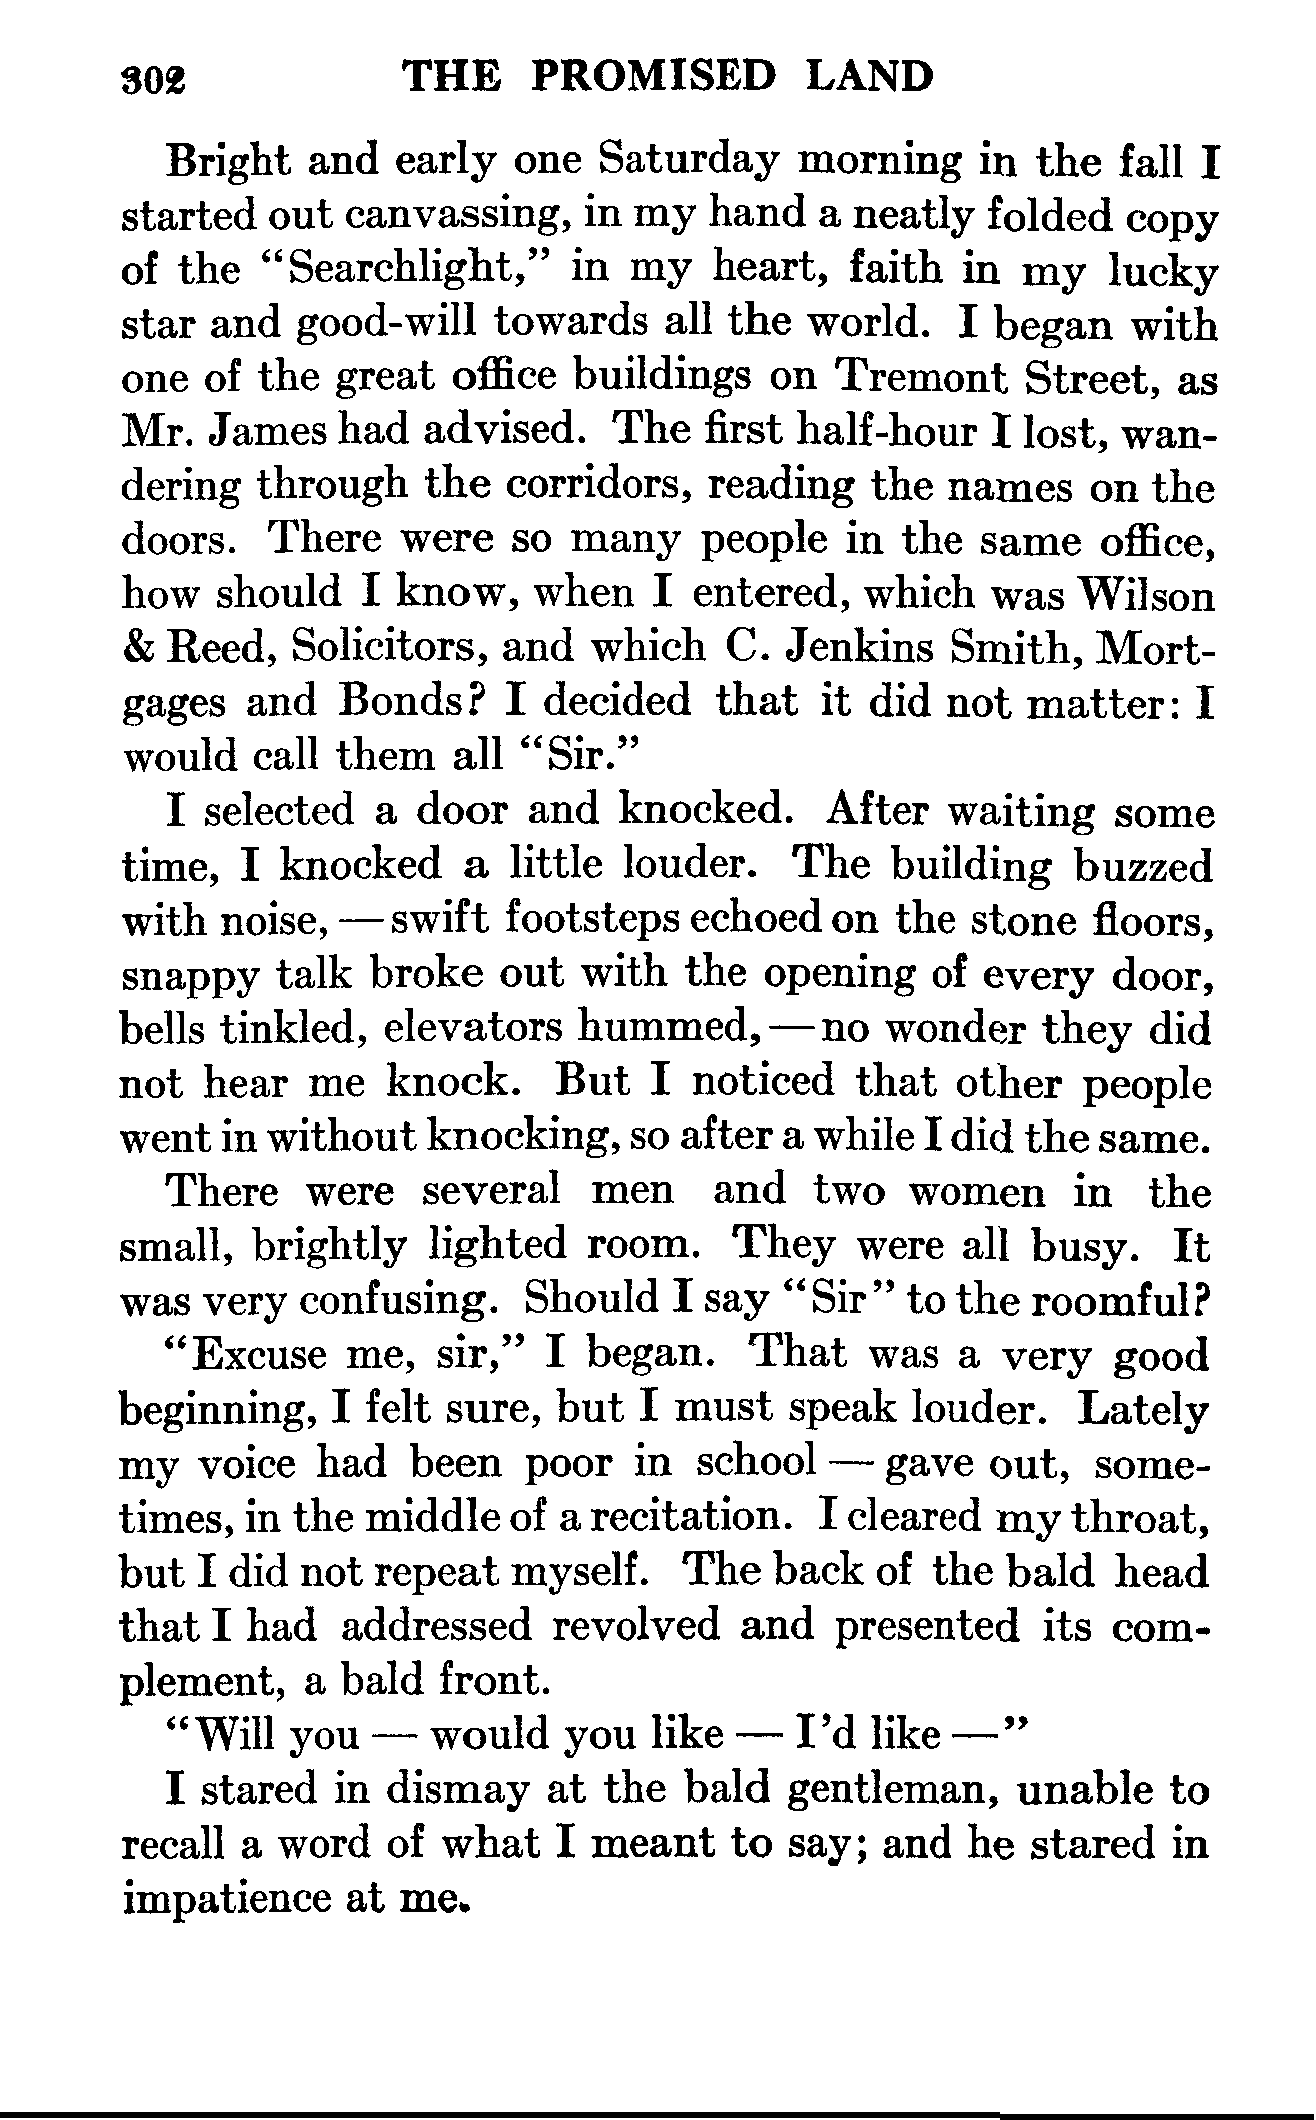 302 THE PROMISED LAND
Bright and early one Saturday morning in the fall I
started out canvassing, in my hand a neatly folded copy
of the "Searchlight," in my heart, faith in my lucky
star and good-will towards all the world. I began with
one of the great office buildings on Tremont Street, as
Mr. James had advised. The first half-hour I lost, wan-
dering through the corridors, reading the names on the
doors. There were so many people in the same office,
how should I know, when I entered, which was Wilson
& Reed, Solicitors, and which C. Jenkins Smith, Mort-
gages and Bonds? I decided that it did not matter: I
would call them all "Sir."
I selected a door and knocked. After waiting some
time, I knocked a little louder. The building buzzed
with noise, — swift footsteps echoed on the stone floors,
snappy talk broke out with the opening of every door,
bells tinkled, elevators hummed, — no wonder they did
not hear me knock. But I noticed that other people
went in without knocking, so after a while I did the same.
There were several men and two women in the
small, brightly lighted room. They were all busy. It
was very confusing. Should I say "Sir" to the roomful?
"Excuse me, sir," I began. That was a very good
beginning, I felt sure, but I must speak louder. Lately
my voice had been poor in school — gave out, some-
times, in the middle of a recitation. I cleared my throat,
but I did not repeat myself. The back of the bald head
that I had addressed revolved and presented its com-
plement, a bald front.
"Will you — would you like — I'd like —"
I stared in dismay at the bald gentleman, unable to
recall a word of what I meant to say; and he stared in
impatience at me.